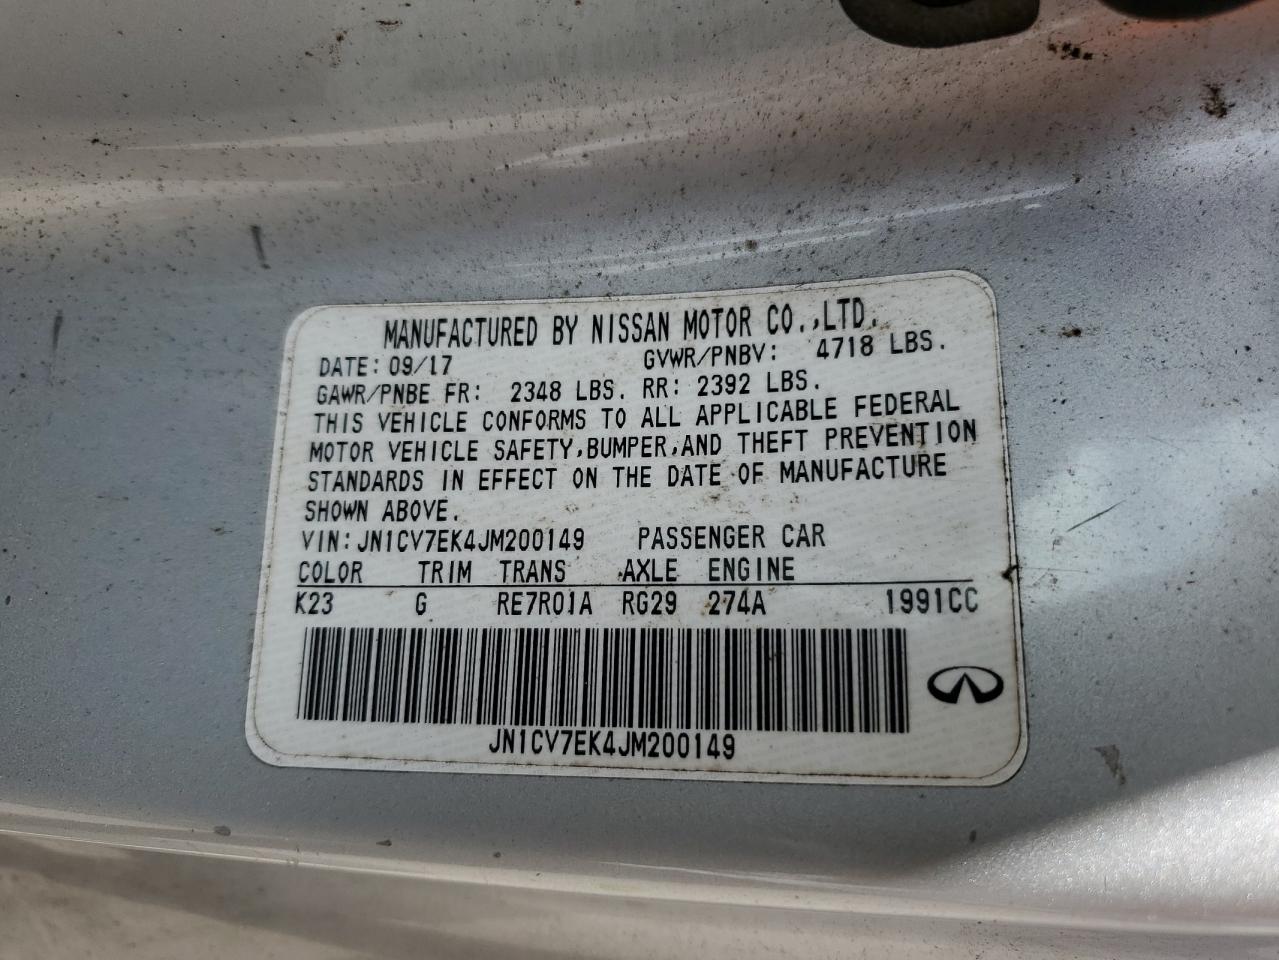 MANUFACTURED BY NISSAN MOTOR CO.,LTD.
DATE: 09/17 GVWR/PNBV: 4718 LBS.
GAWR/PNBE FR: 2348 LBS. RR: 2392 LBS.
THIS VEHICLE CONFORMS TO ALL APPLICABLE FEDERAL
MOTOR VEHICLE SAFETY,BUMPER,AND THEFT PREVENTION
STANDARDS IN EFFECT ON THE DATE OF MANUFACTURE
SHOWN ABOVE.
VIN: JN1CV7EK4JM200149 PASSENGER CAR
COLOR TRIM TRANS AXLE ENGINE
K23 G RE7R01A RG29 274A 1991CC
JN1CV7EK4JM200149